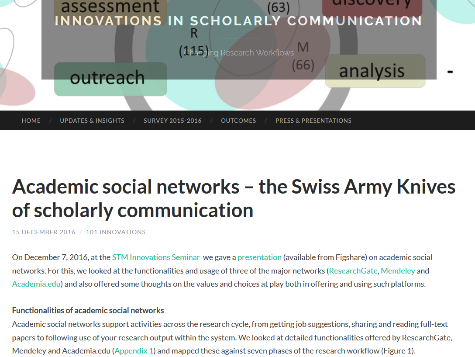 assessment
(63)
discovery
INNOVATIONS IN SCHOLARLY COMMUNICATION
R
(115)
Changing Research Workflows
M
(66)
outreach
analysis
HOME / UPDATES & INSIGHTS / SURVEY 2015-2016 / OUTCOMES / PRESS & PRESENTATIONS
Academic social networks – the Swiss Army Knives
of scholarly communication
15 DECEMBER 2016 / 101 INNOVATIONS
On December 7, 2016, at the STM Innovations Seminar we gave a presentation (available from Figshare) on academic social
networks. For this, we looked at the functionalities and usage of three of the major networks (ResearchGate, Mendeley and
Academia.edu) and also offered some thoughts on the values and choices at play both in offering and using such platforms.
Functionalities of academic social networks
Academic social networks support activities across the research cycle, from getting job suggestions, sharing and reading full-text
papers to following use of your research output within the system. We looked at detailed functionalities offered by ResearchGate,
Mendeley and Academia.edu (Appendix 1) and mapped these against seven phases of the research workflow (Figure 1).